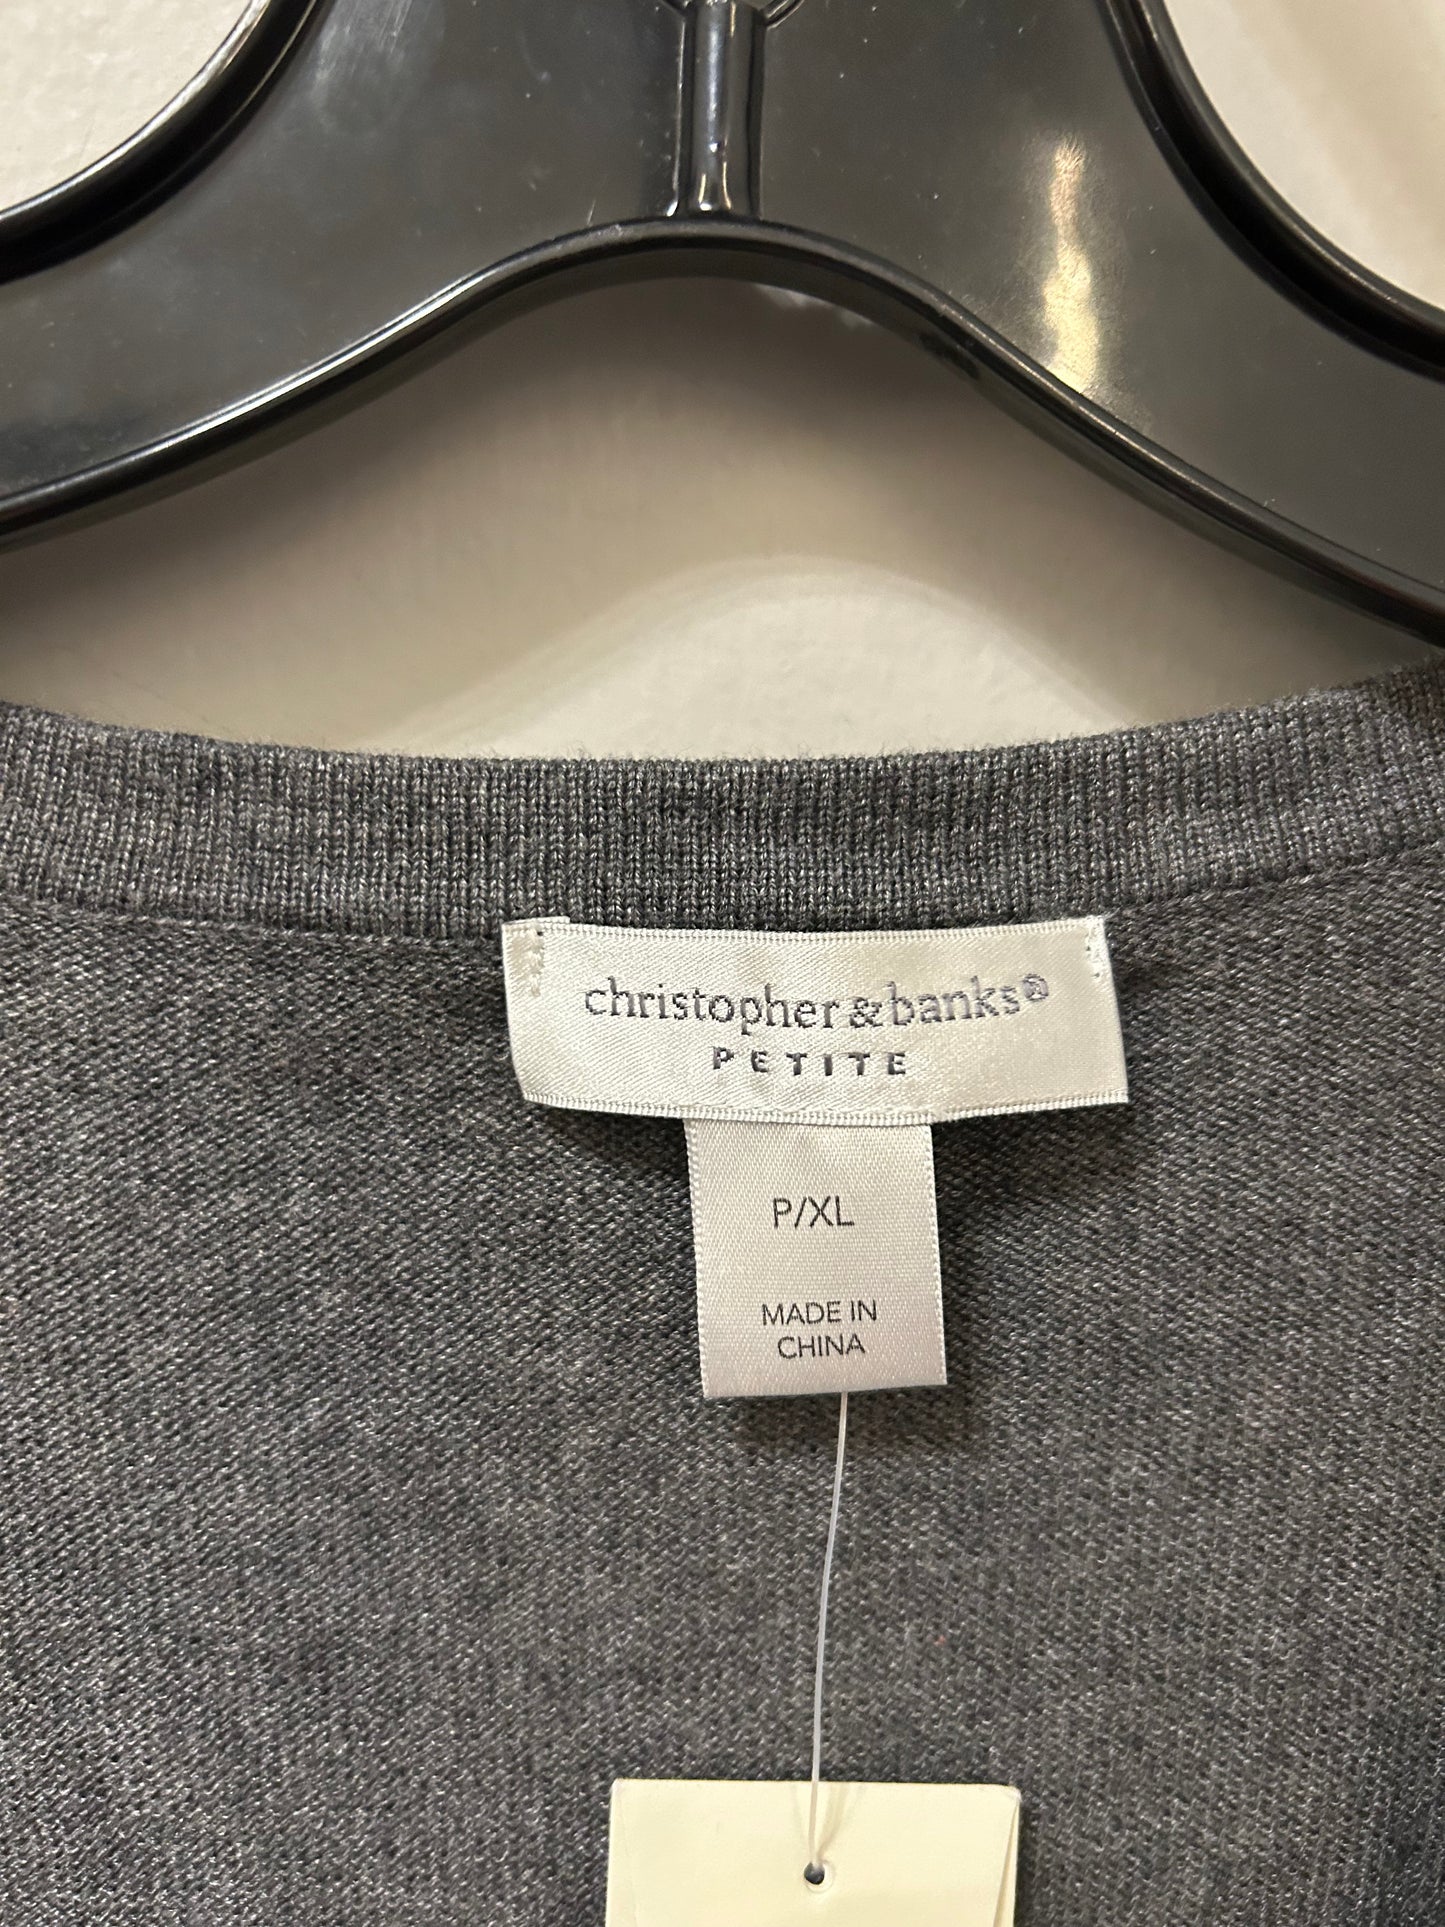 christopher & banks®
PETITE
P/XL
MADE IN
CHINA